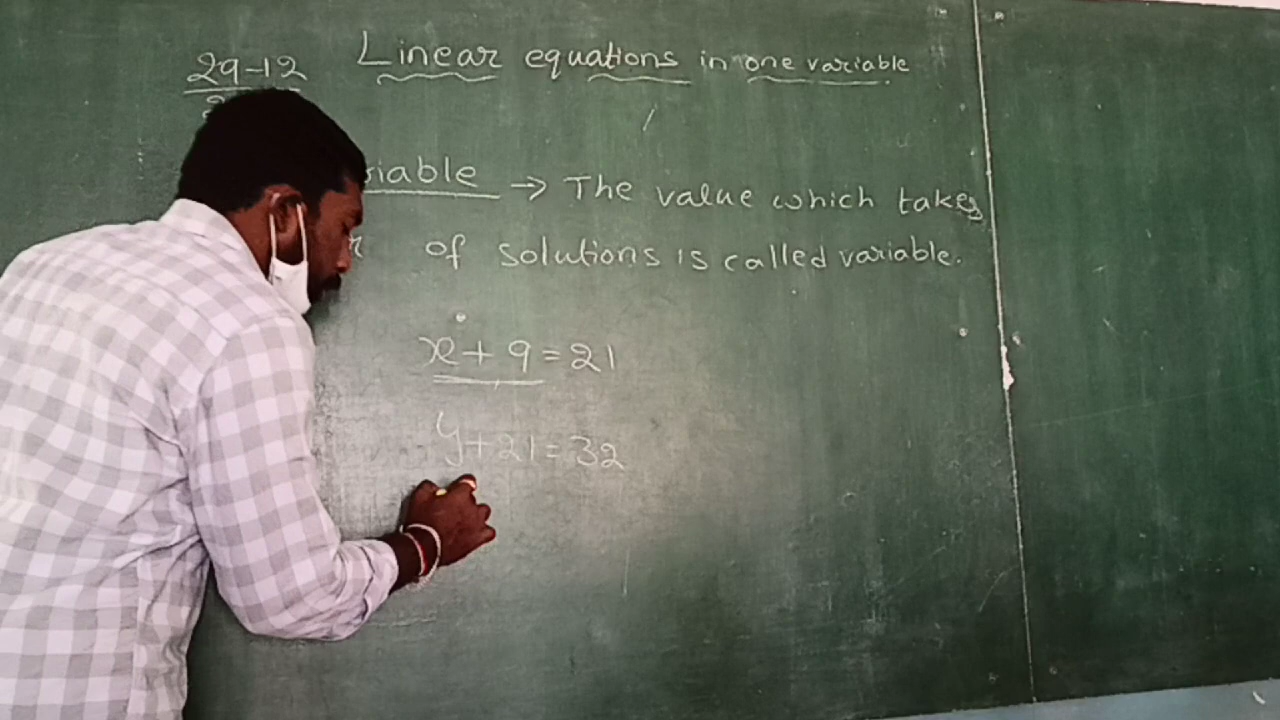 29-12
Linear equations in one variable
riable → The value which takes
of solutions is called variable.
x + 9 = 21
y + 21 = 32